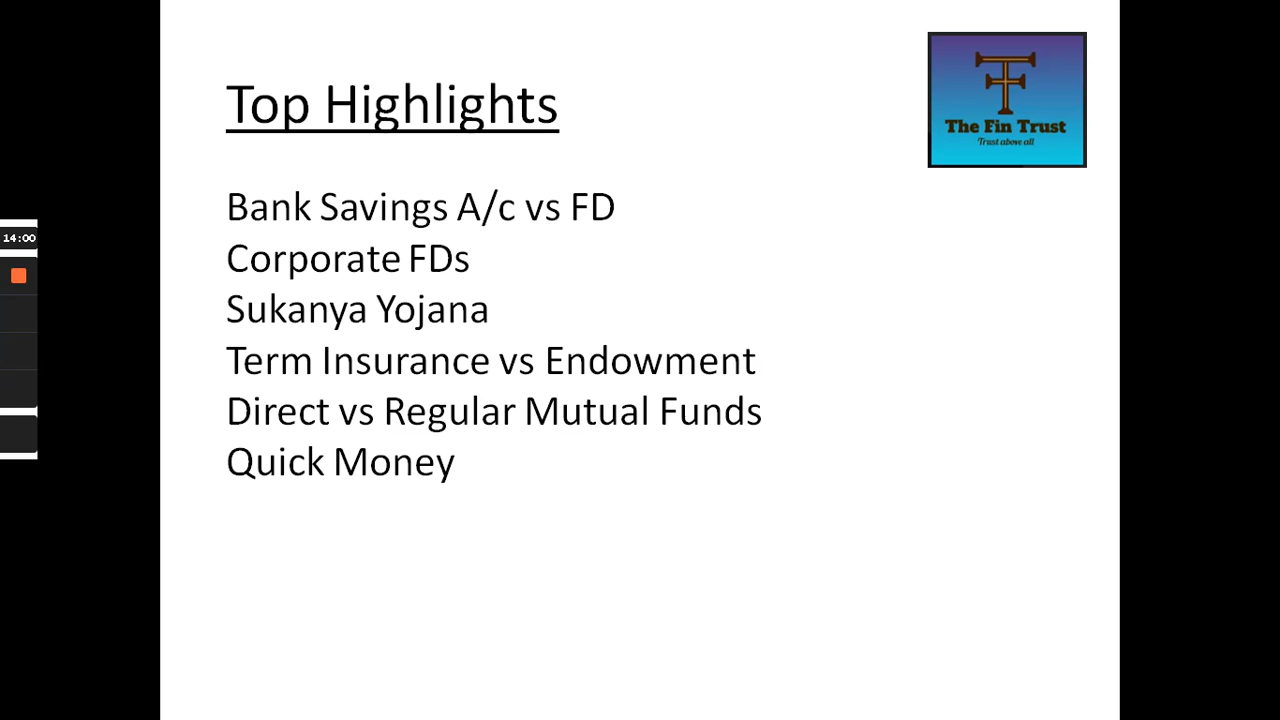 Top Highlights
The Fin Trust
Trust above all
Bank Savings A/c vs FD
14:00
Corporate FDs
Sukanya Yojana
Term Insurance vs Endowment
Direct vs Regular Mutual Funds
Quick Money